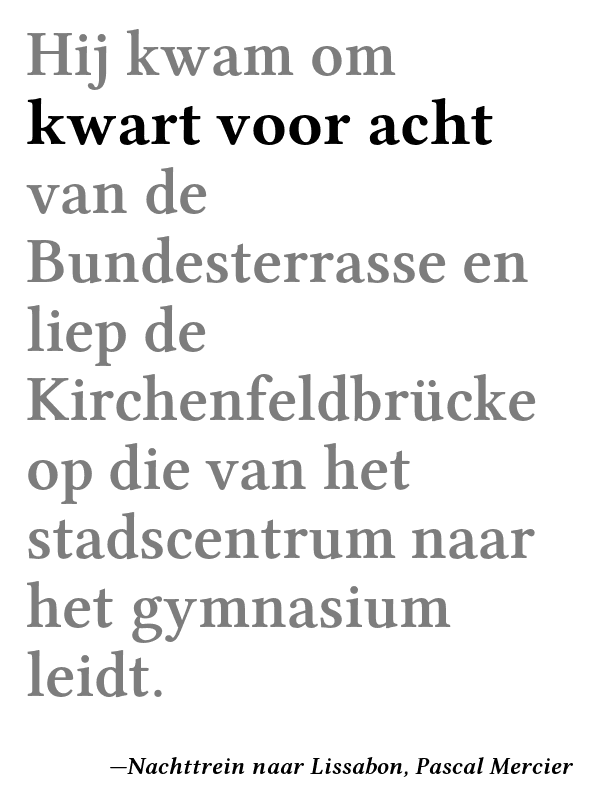 Hij kwam om
kwart voor acht
van de
Bundesterrasse en
liep de
Kirchenfeldbrücke
op die van het
stadscentrum naar
het gymnasium
leidt.
—Nachttrein naar Lissabon, Pascal Mercier